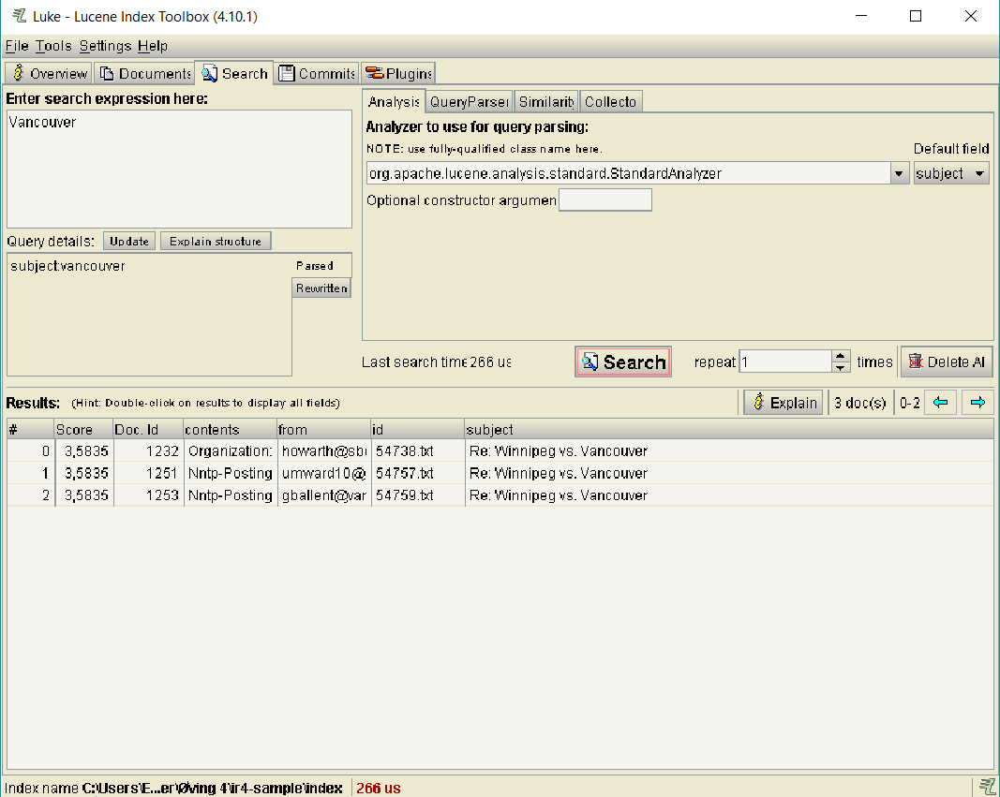 Luke - Lucene Index Toolbox (4.10.1)
File Tools Settings Help
Overview Documents Search Commits Plugins
Enter search expression here:
Vancouver
Analysis QueryParser Similarity Collecto
Analyzer to use for query parsing:
NOTE: use fully-qualified class name here.
Default field
org.apache.lucene.analysis.standard.StandardAnalyzer
subject
Optional constructor argumen
Query details: Update Explain structure
subject:vancouver
Parsed
Rewritten
Last search time 266 us
Search
repeat 1 times
Delete Al
Results: (Hint: Double-click on results to display all fields)
Explain 3 doc(s) 0-2
# Score Doc. Id contents from id subject
0 3,5835 1232 Organization: howarth@sb 54738.txt Re: Winnipeg vs. Vancouver
1 3,5835 1251 Nntp-Posting umward10@ 54757.txt Re: Winnipeg vs. Vancouver
2 3,5835 1253 Nntp-Posting gballent@var 54759.txt Re: Winnipeg vs. Vancouver
Index name C:\Users\E...er\Øving 4\ir4-sample\index 266 us